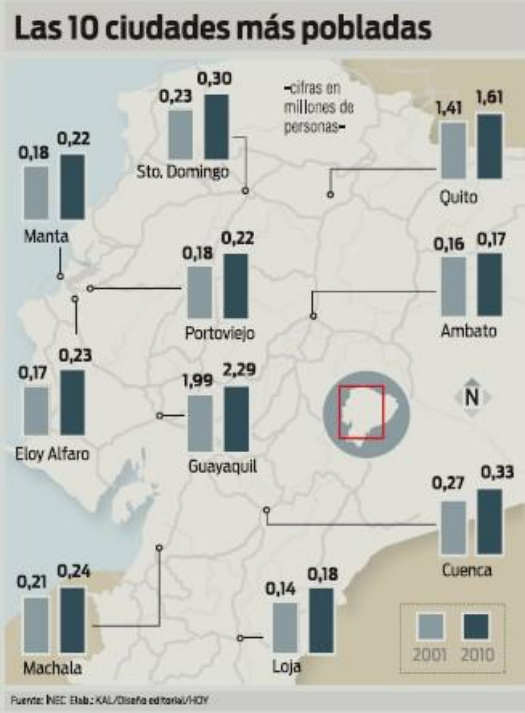 Las 10 ciudades más pobladas
-cifras en
millones de
personas-
0,23 0,30
Sto. Domingo
1,41 1,61
Quito
0,18 0,22
Manta
0,18 0,22
Portoviejo
0,16 0,17
Ambato
0,17 0,23
Eloy Alfaro
1,99 2,29
Guayaquil
N
0,27 0,33
Cuenca
0,21 0,24
Machala
0,14 0,18
Loja
2001 2010
Fuente: INEC Elab.: KAL/Diseño editorial/HOY